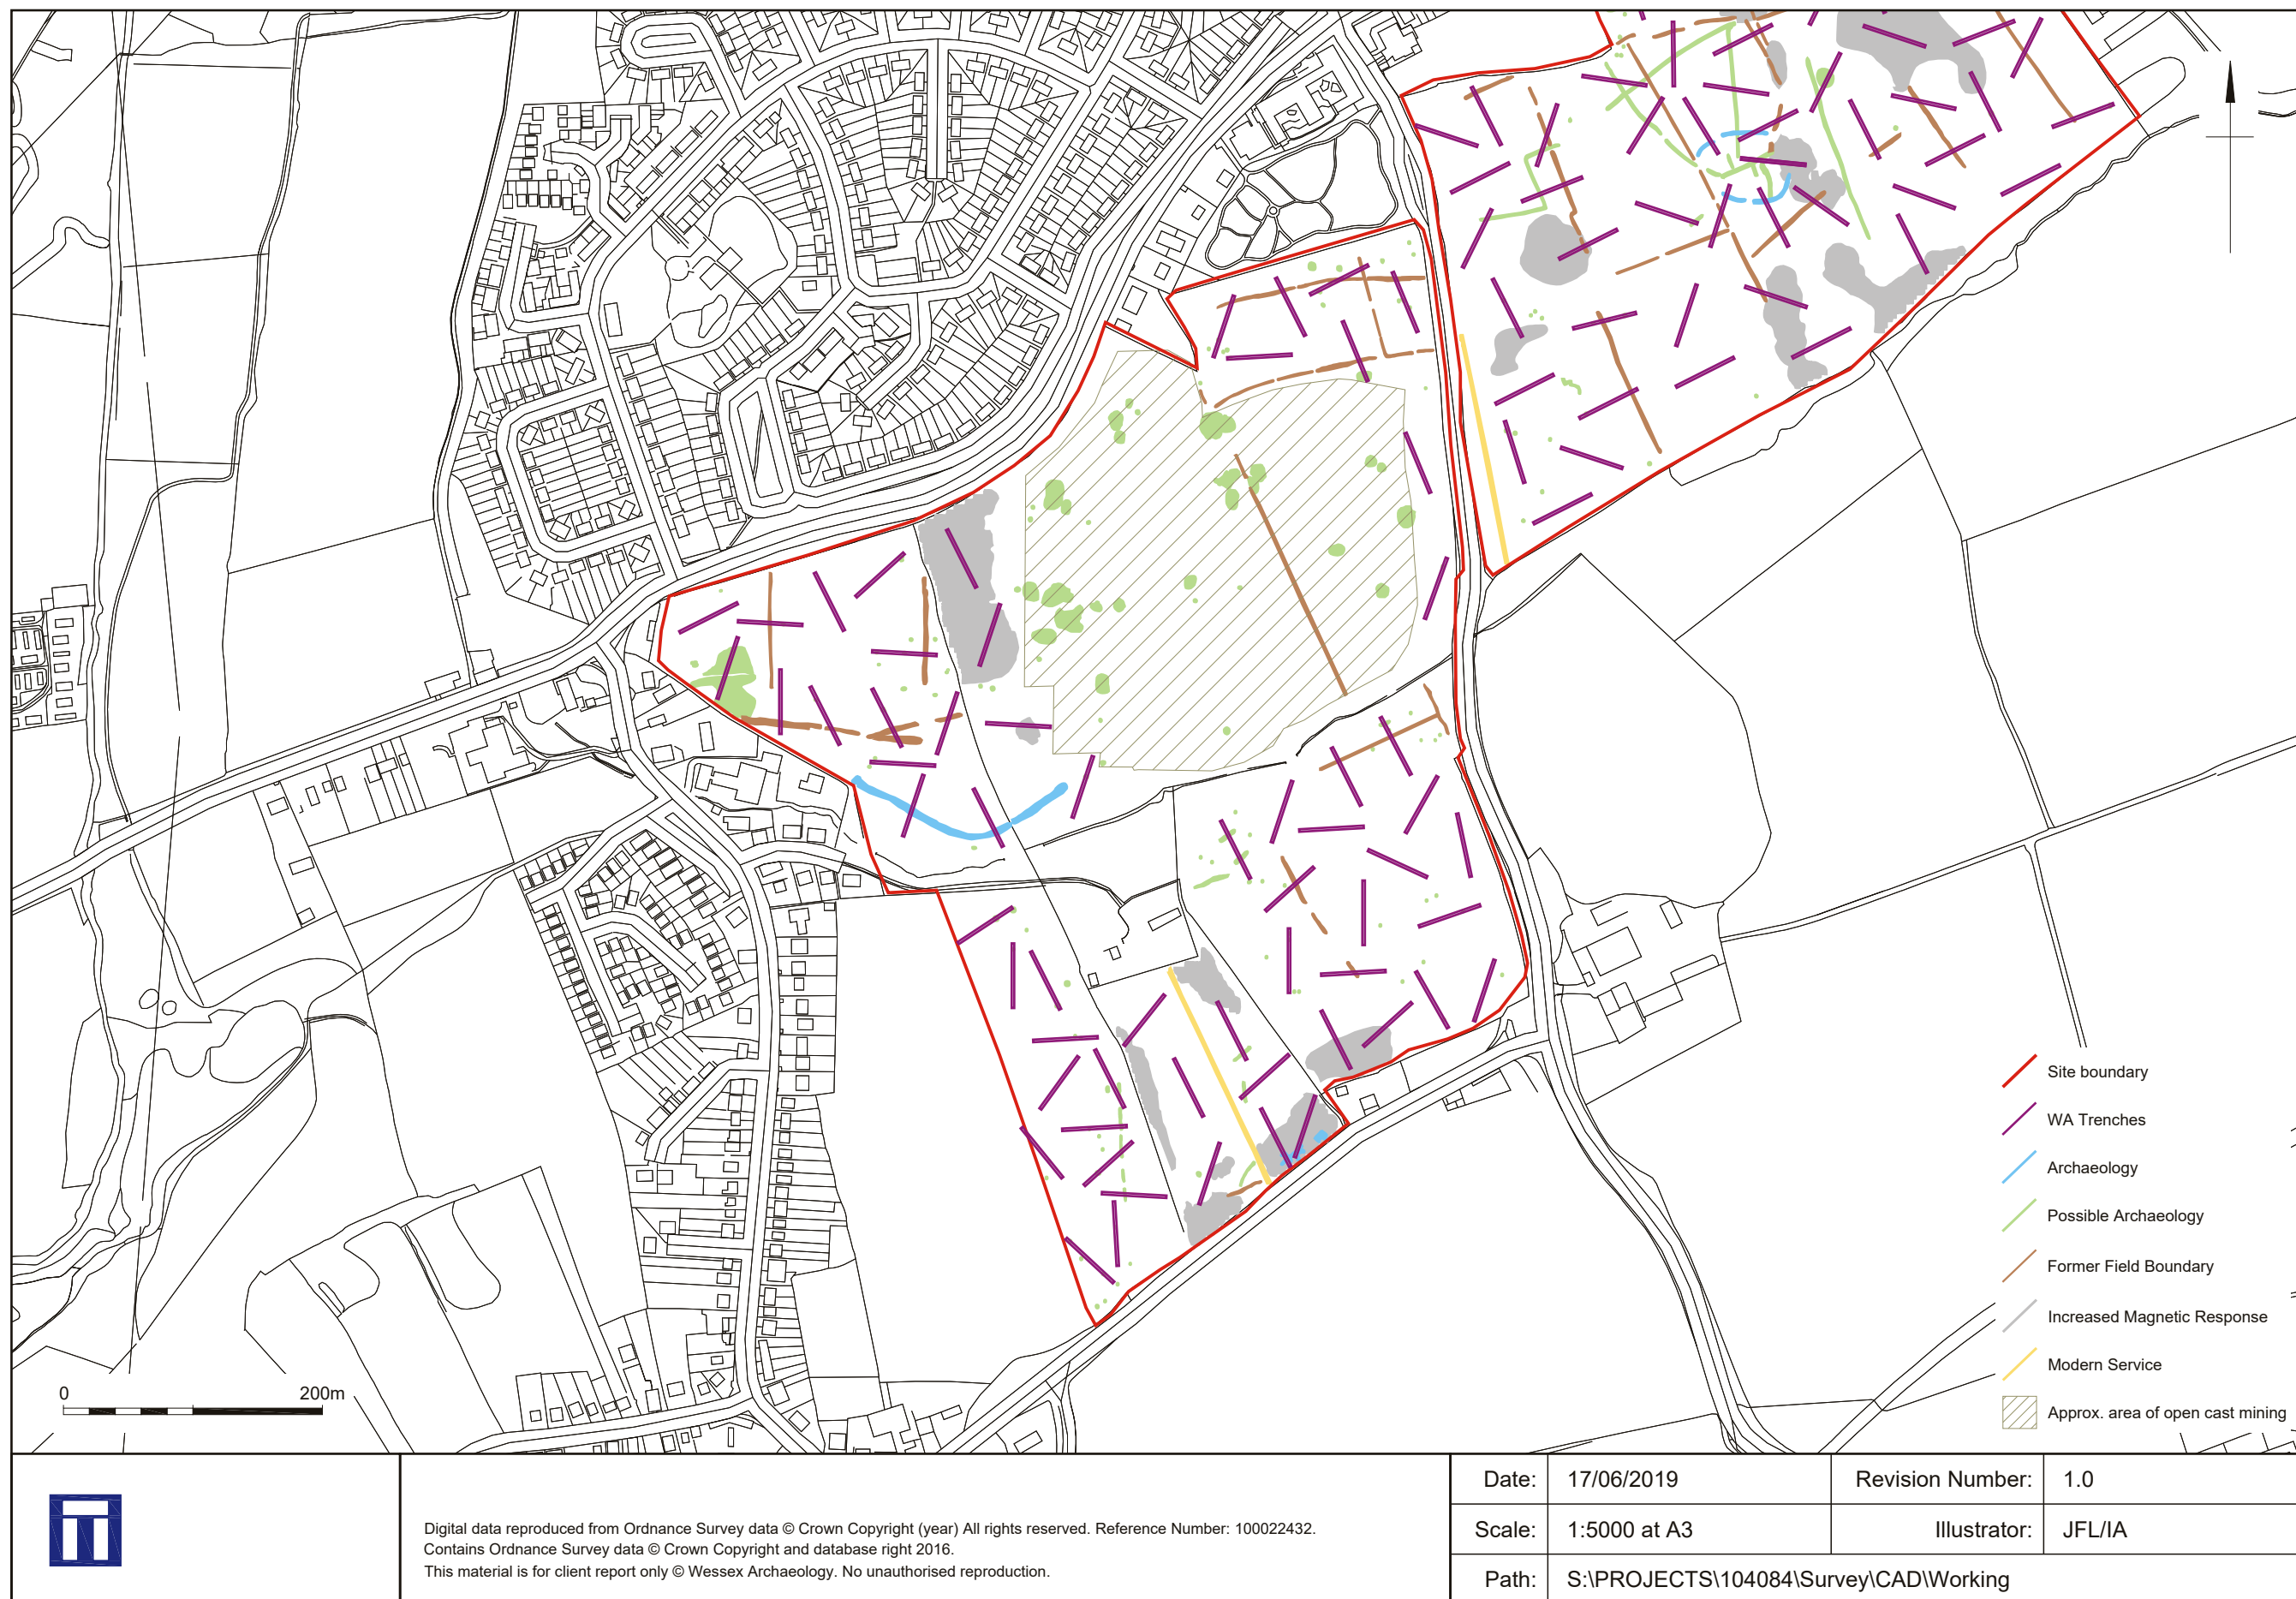 Site boundary
WA Trenches
Archaeology
Possible Archaeology
Former Field Boundary
Increased Magnetic Response
Modern Service
Approx. area of open cast mining
0 200m
Digital data reproduced from Ordnance Survey data © Crown Copyright (year) All rights reserved. Reference Number: 100022432.
Contains Ordnance Survey data © Crown Copyright and database right 2016.
This material is for client report only © Wessex Archaeology. No unauthorised reproduction.
Date: 17/06/2019 Revision Number: 1.0
Scale: 1:5000 at A3 Illustrator: JFL/IA
Path: S:\PROJECTS\104084\Survey\CAD\Working